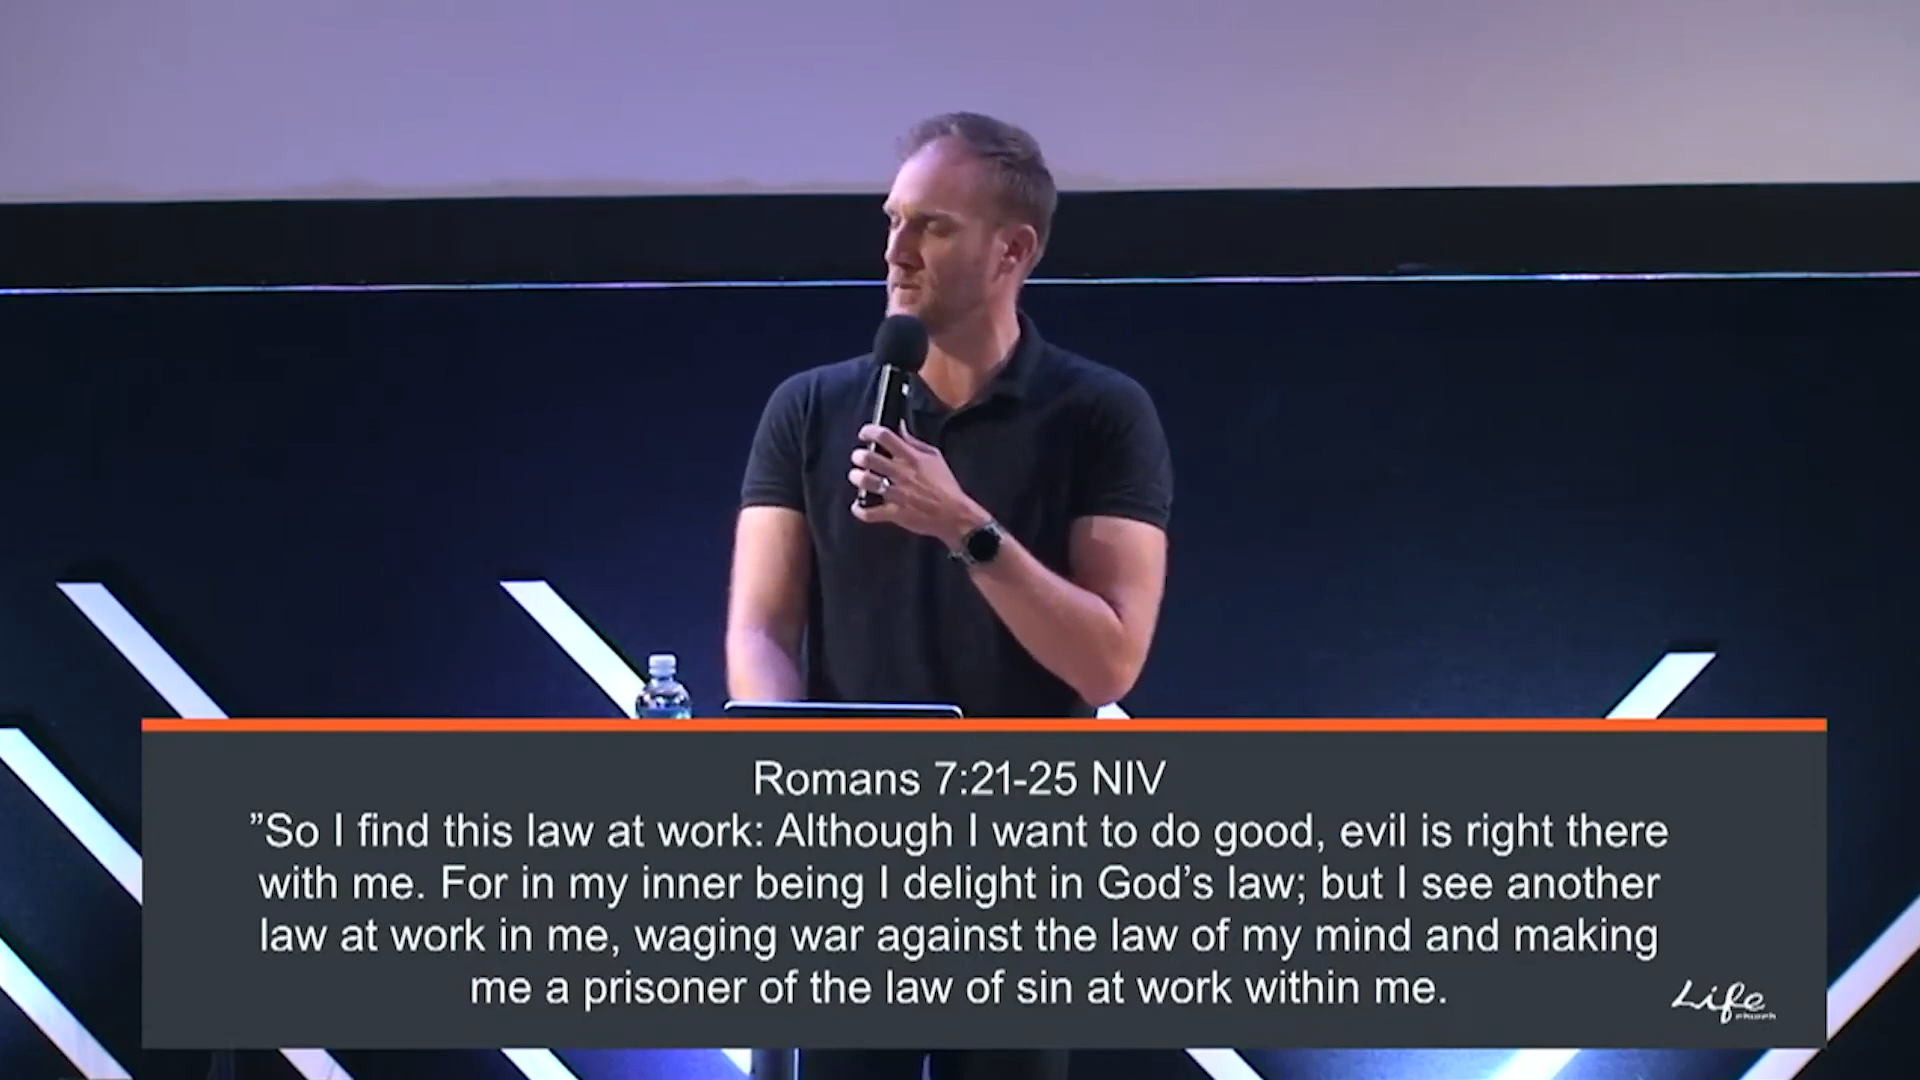 Romans 7:21-25 NIV
”So I find this law at work: Although I want to do good, evil is right there
with me. For in my inner being I delight in God’s law; but I see another
law at work in me, waging war against the law of my mind and making
me a prisoner of the law of sin at work within me.
Life
church